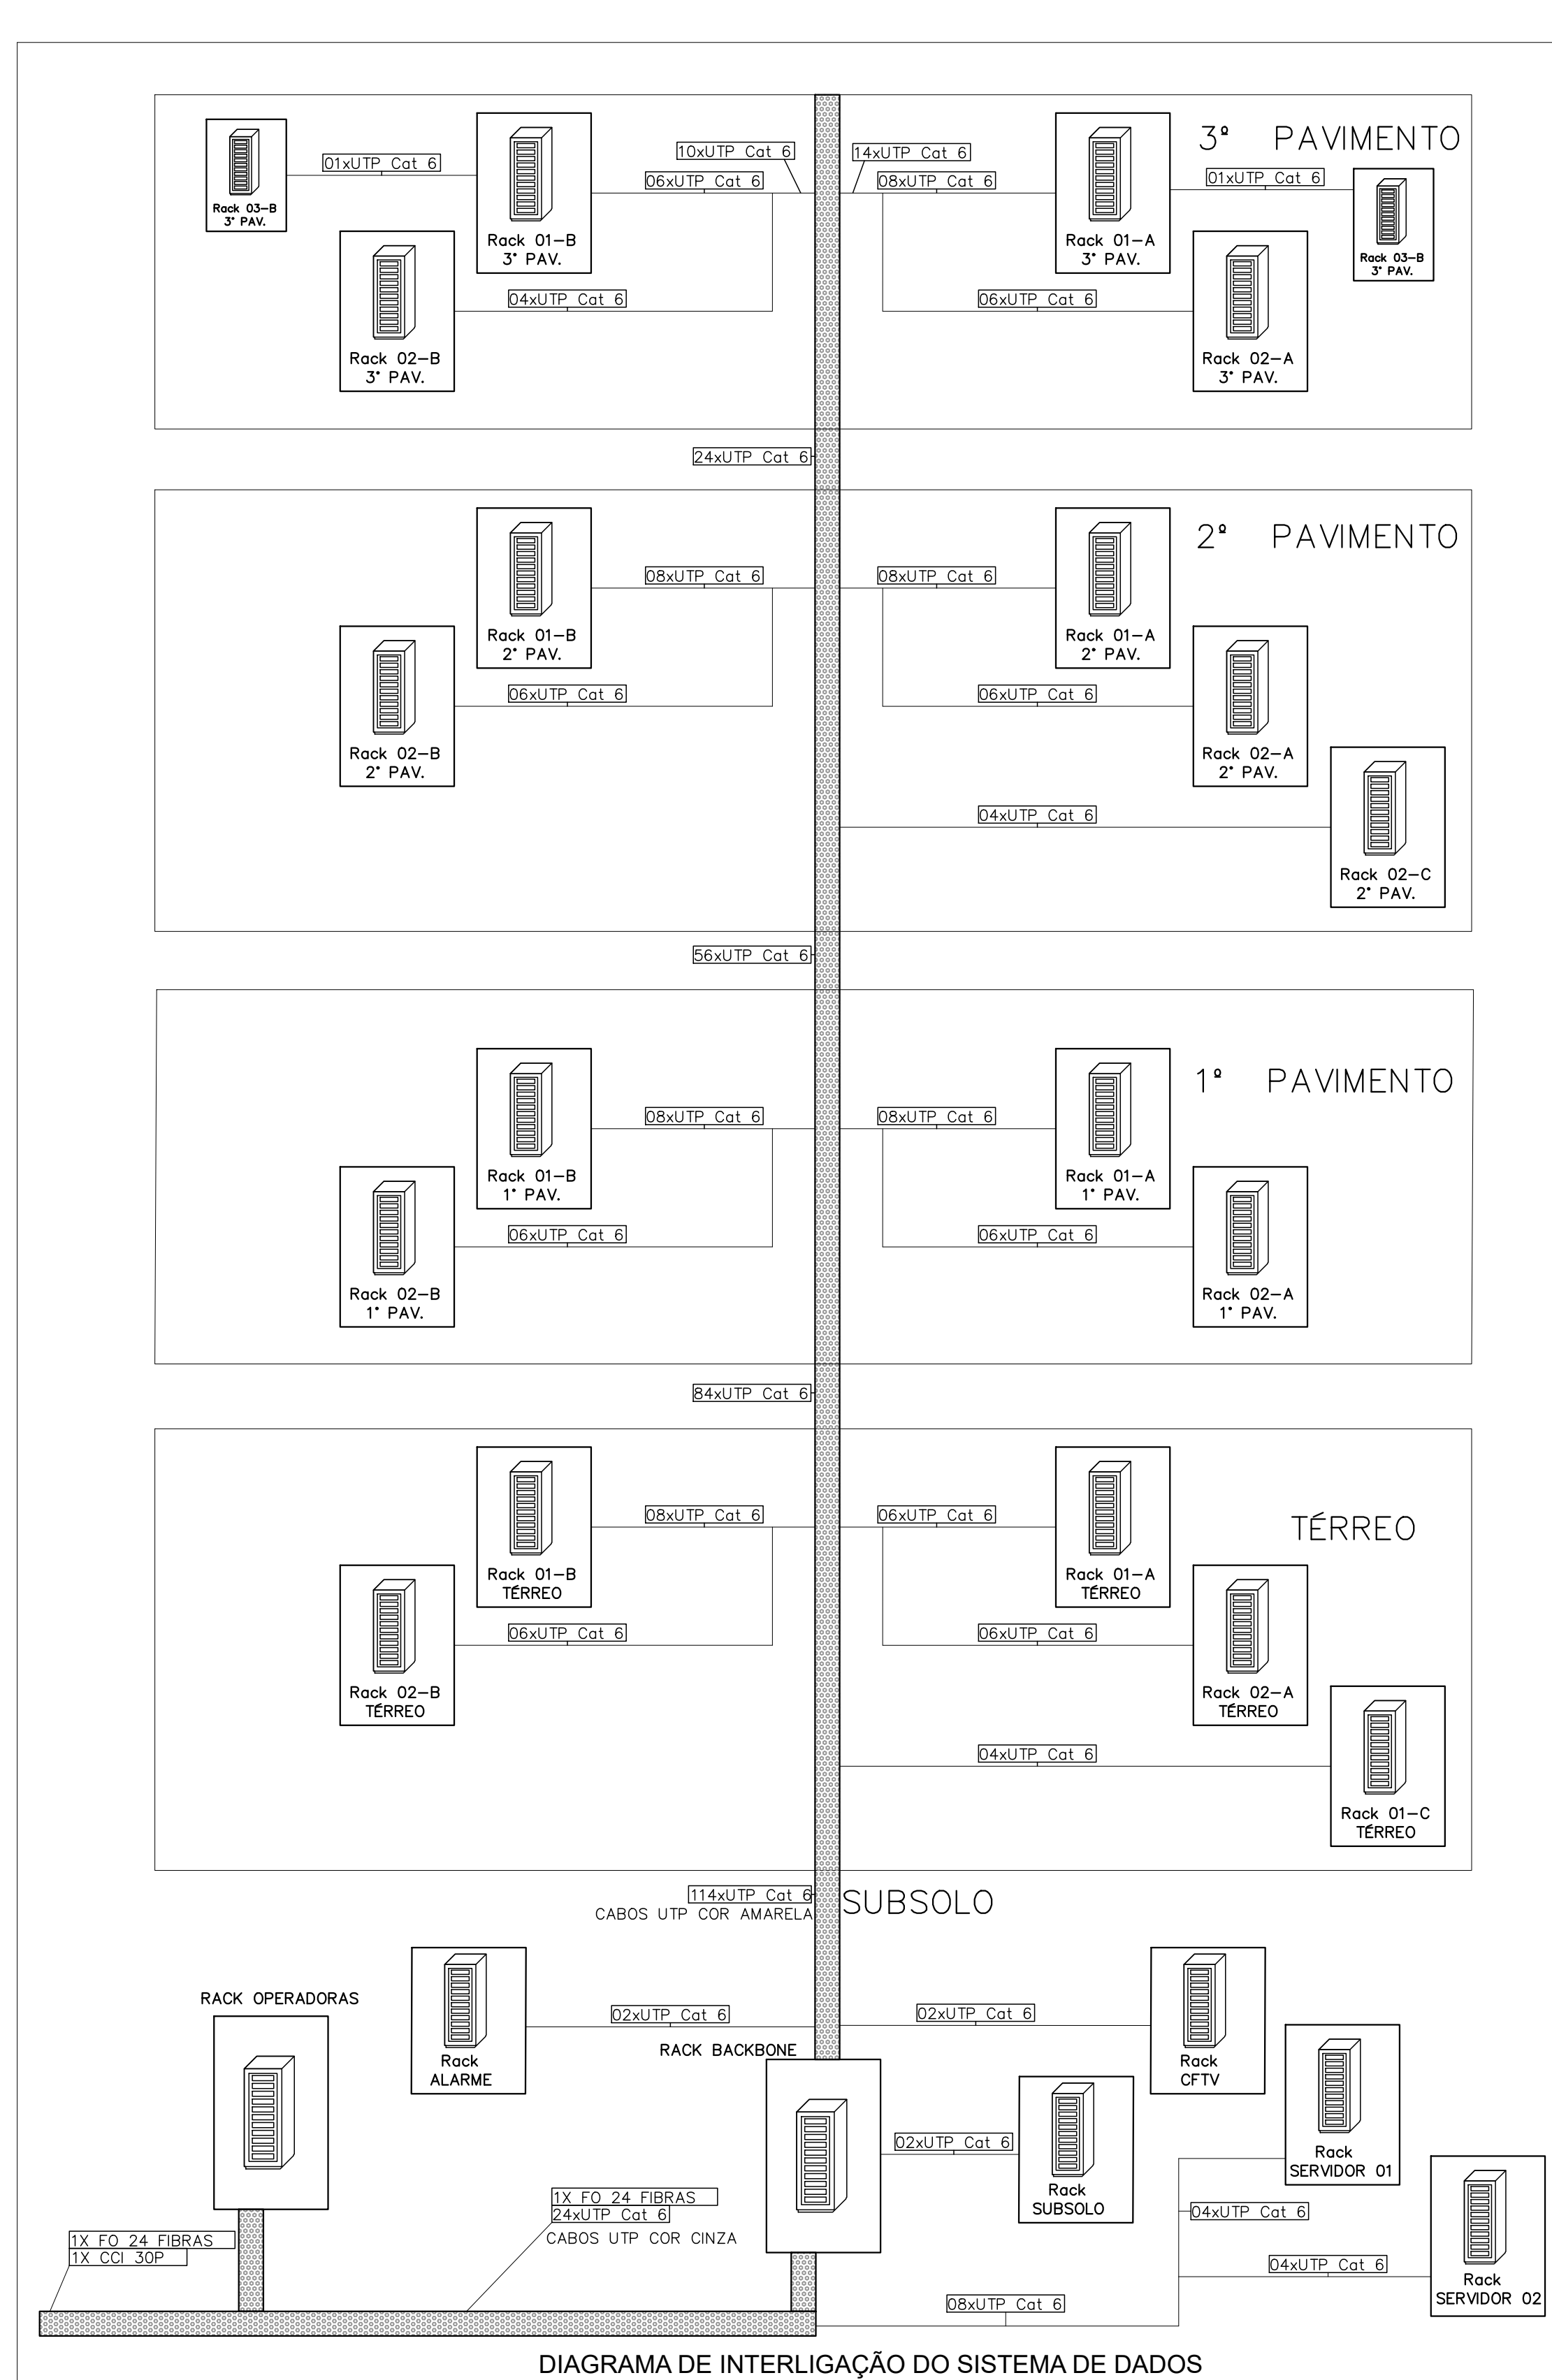 3º PAVIMENTO
10xUTP Cat 6
14xUTP Cat 6
01xUTP Cat 6
06xUTP Cat 6
08xUTP Cat 6
01xUTP Cat 6
Rack 03-B
3° PAV.
Rack 01-B
3° PAV.
Rack 01-A
3° PAV.
Rack 03-B
3° PAV.
04xUTP Cat 6
06xUTP Cat 6
Rack 02-B
3° PAV.
Rack 02-A
3° PAV.
24xUTP Cat 6
2º PAVIMENTO
08xUTP Cat 6
08xUTP Cat 6
Rack 01-B
2° PAV.
Rack 01-A
2° PAV.
06xUTP Cat 6
06xUTP Cat 6
Rack 02-B
2° PAV.
Rack 02-A
2° PAV.
04xUTP Cat 6
Rack 02-C
2° PAV.
56xUTP Cat 6
1º PAVIMENTO
08xUTP Cat 6
08xUTP Cat 6
Rack 01-B
1° PAV.
Rack 01-A
1° PAV.
06xUTP Cat 6
06xUTP Cat 6
Rack 02-B
1° PAV.
Rack 02-A
1° PAV.
84xUTP Cat 6
08xUTP Cat 6
06xUTP Cat 6
TÉRREO
Rack 01-B
TÉRREO
Rack 01-A
TÉRREO
06xUTP Cat 6
06xUTP Cat 6
Rack 02-B
TÉRREO
Rack 02-A
TÉRREO
04xUTP Cat 6
Rack 01-C
TÉRREO
114xUTP Cat 6
CABOS UTP COR AMARELA
SUBSOLO
RACK OPERADORAS
02xUTP Cat 6
02xUTP Cat 6
RACK BACKBONE
Rack
ALARME
Rack
CFTV
02xUTP Cat 6
Rack
SERVIDOR 01
Rack
SUBSOLO
1X FO 24 FIBRAS
24xUTP Cat 6
CABOS UTP COR CINZA
04xUTP Cat 6
1X FO 24 FIBRAS
1X CCI 30P
04xUTP Cat 6
Rack
SERVIDOR 02
08xUTP Cat 6
DIAGRAMA DE INTERLIGAÇÃO DO SISTEMA DE DADOS